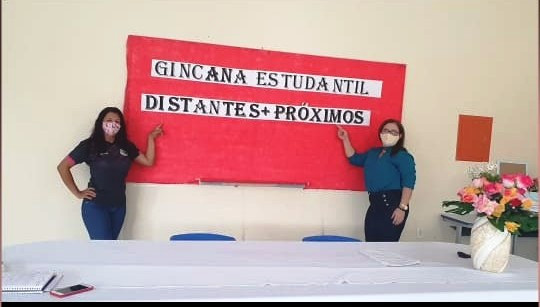 GINCANA ESTUDANTIL
DISTANTES+ PRÓXIMOS